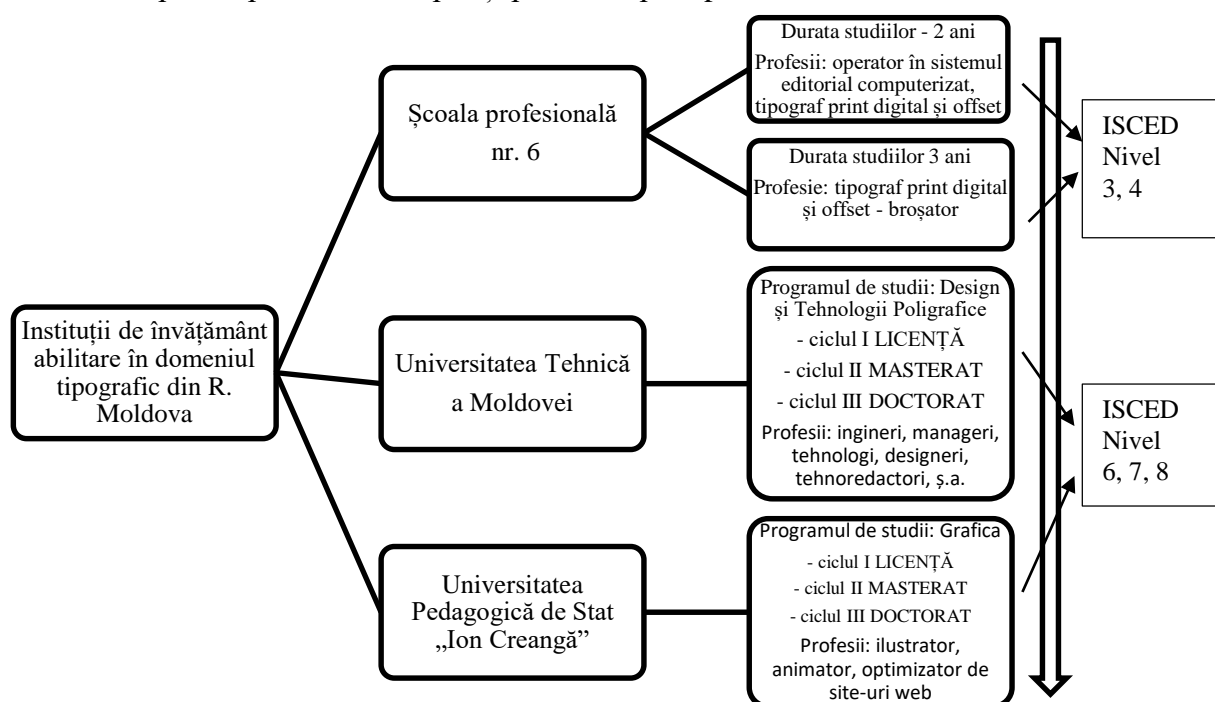 Durata studiilor - 2 ani
Profesii: operator în sistemul
editorial computerizat,
tipograf print digital și offset
Școala profesională
nr. 6
ISCED
Nivel
3, 4
Durata studiilor 3 ani
Profesie: tipograf print digital
și offset - broșator
Instituții de învățământ
abilitare în domeniul
tipografic din R.
Moldova
Universitatea Tehnică
a Moldovei
Programul de studii: Design
și Tehnologii Poligrafice
- ciclul I LICENȚĂ
- ciclul II MASTERAT
- ciclul III DOCTORAT
Profesii: ingineri, manageri,
tehnologi, designeri,
tehnoredactori, ș.a.
ISCED
Nivel
6, 7, 8
Universitatea
Pedagogică de Stat
„Ion Creangă”
Programul de studii: Grafica
- ciclul I LICENȚĂ
- ciclul II MASTERAT
- ciclul III DOCTORAT
Profesii: ilustrator,
animator, optimizator de
site-uri web